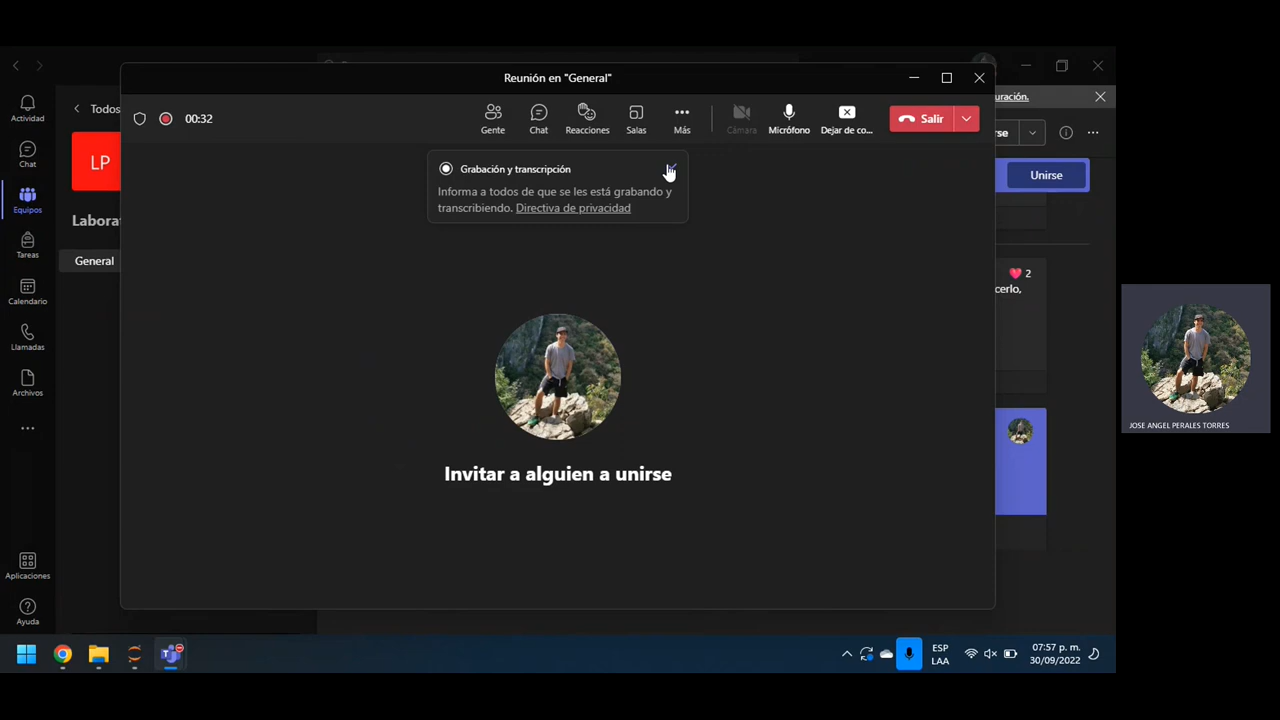 Reunión en "General"
Actividad
Todos
uración.
00:32
Gente
Chat
Reacciones
Salas
Más
Cámara
Micrófono
Dejar de co...
Salir
se
Chat
LP
Grabación y transcripción
Informa a todos de que se les está grabando y
transcribiendo. Directiva de privacidad
Unirse
Equipos
Laborat
Tareas
General
2
cerlo,
Calendario
Llamadas
Archivos
JOSE ANGEL PERALES TORRES
Invitar a alguien a unirse
Aplicaciones
Ayuda
ESP
LAA
07:57 p. m.
30/09/2022